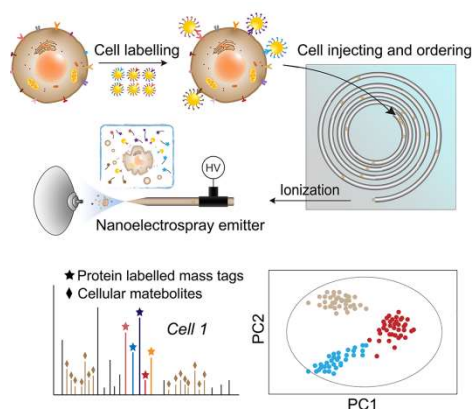 Cell labelling
Cell injecting and ordering
HV
Ionization
Nanoelectrospray emitter
Protein labelled mass tags
Cellular matebolites
Cell 1
PC2
PC1